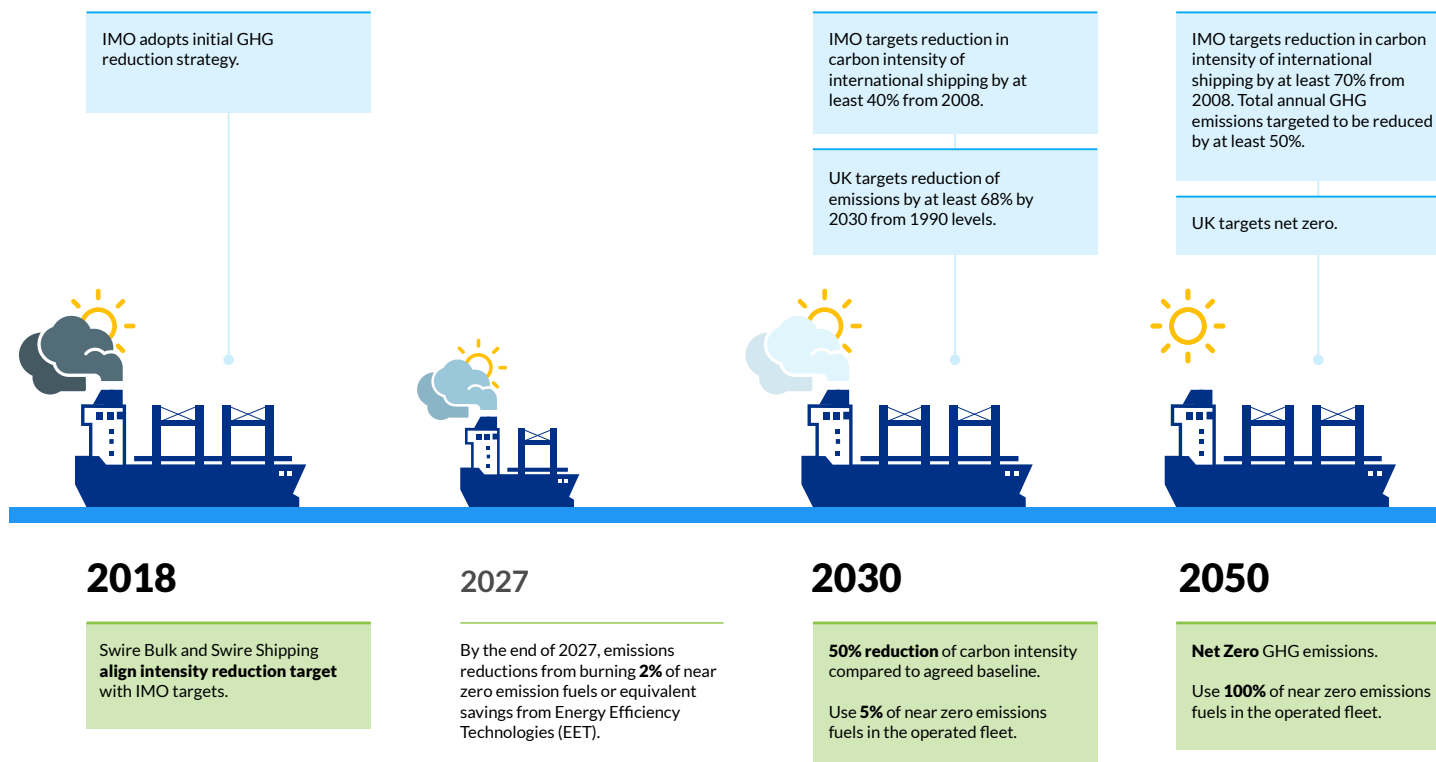 IMO adopts initial GHG
reduction strategy.
IMO targets reduction in
carbon intensity of
international shipping by at
least 40% from 2008.
UK targets reduction of
emissions by at least 68% by
2030 from 1990 levels.
IMO targets reduction in carbon
intensity of international
shipping by at least 70% from
2008. Total annual GHG
emissions targeted to be reduced
by at least 50%.
UK targets net zero.
2018
Swire Bulk and Swire Shipping
align intensity reduction target
with IMO targets.
2027
By the end of 2027, emissions
reductions from burning 2% of near
zero emission fuels or equivalent
savings from Energy Efficiency
Technologies (EET).
2030
50% reduction of carbon intensity
compared to agreed baseline.
Use 5% of near zero emissions
fuels in the operated fleet.
2050
Net Zero GHG emissions.
Use 100% of near zero emissions
fuels in the operated fleet.